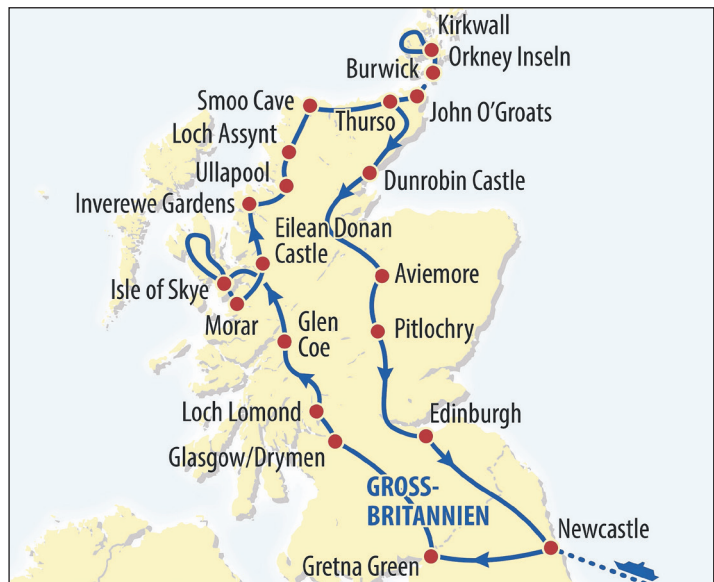 Kirkwall
Orkney Inseln
Burwick
Smoo Cave
Thurso
John O'Groats
Loch Assynt
Ullapool
Dunrobin Castle
Inverewe Gardens
Eilean Donan
Castle
Aviemore
Isle of Skye
Morar
Glen
Coe
Pitlochry
Loch Lomond
Edinburgh
Glasgow/Drymen
GROSS-
BRITANNIEN
Newcastle
Gretna Green